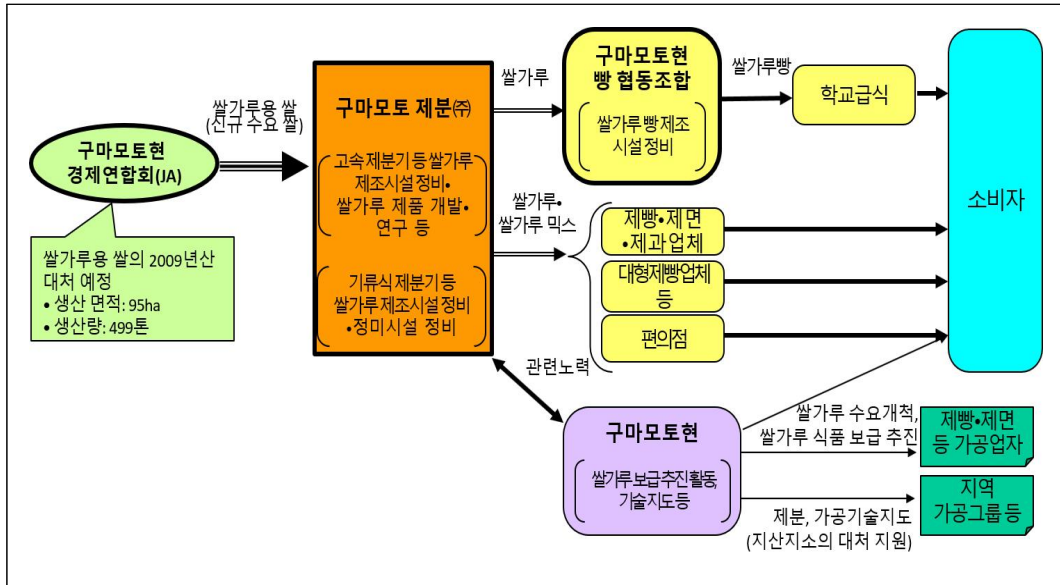 구마모토현
경제연합회(JA)
쌀가루용 쌀의 2009년산
대처 예정
• 생산 면적: 95ha
• 생산량: 499톤
쌀가루용 쌀
(신규 수요 쌀)
구마모토 제분㈜
고속 제분기 등 쌀가루
제조시설 정비•
쌀가루 제품 개발•
연구 등
기류식 제분기 등
쌀가루 제조시설 정비
•정미시설 정비
쌀가루
구마모토현
빵 협동조합
쌀가루 빵 제조
시설 정비
쌀가루빵
학교급식
쌀가루•
쌀가루 믹스
제빵•제면
•제과업체
대형제빵업체
등
편의점
소비자
관련노력
구마모토현
쌀가루 보급 추진 활동,
기술지도 등
쌀가루 수요개척,
쌀가루 식품 보급 추진
제빵•제면
등 가공업자
제분, 가공기술지도
(지산지소의 대처 지원)
지역
가공그룹 등